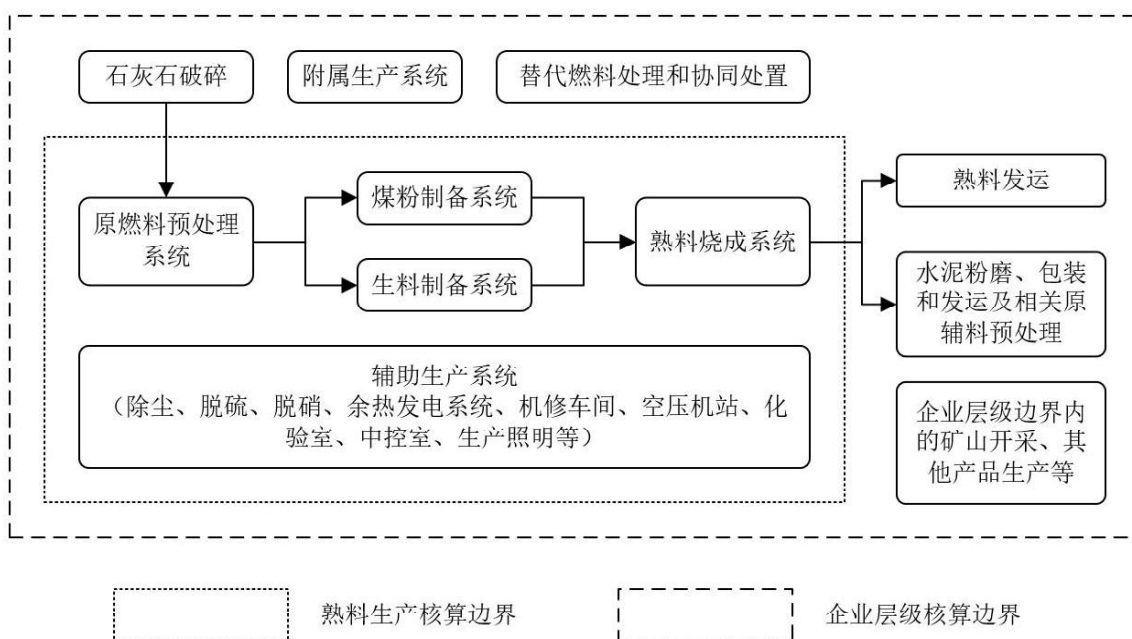 石灰石破碎
附属生产系统
替代燃料处理和协同处置
原燃料预处理
系统
煤粉制备系统
生料制备系统
熟料烧成系统
熟料发运
水泥粉磨、包装
和发运及相关原
辅料预处理
辅助生产系统
（除尘、脱硫、脱硝、余热发电系统、机修车间、空压机站、化
验室、中控室、生产照明等）
企业层级边界内
的矿山开采、其
他产品生产等
熟料生产核算边界
企业层级核算边界